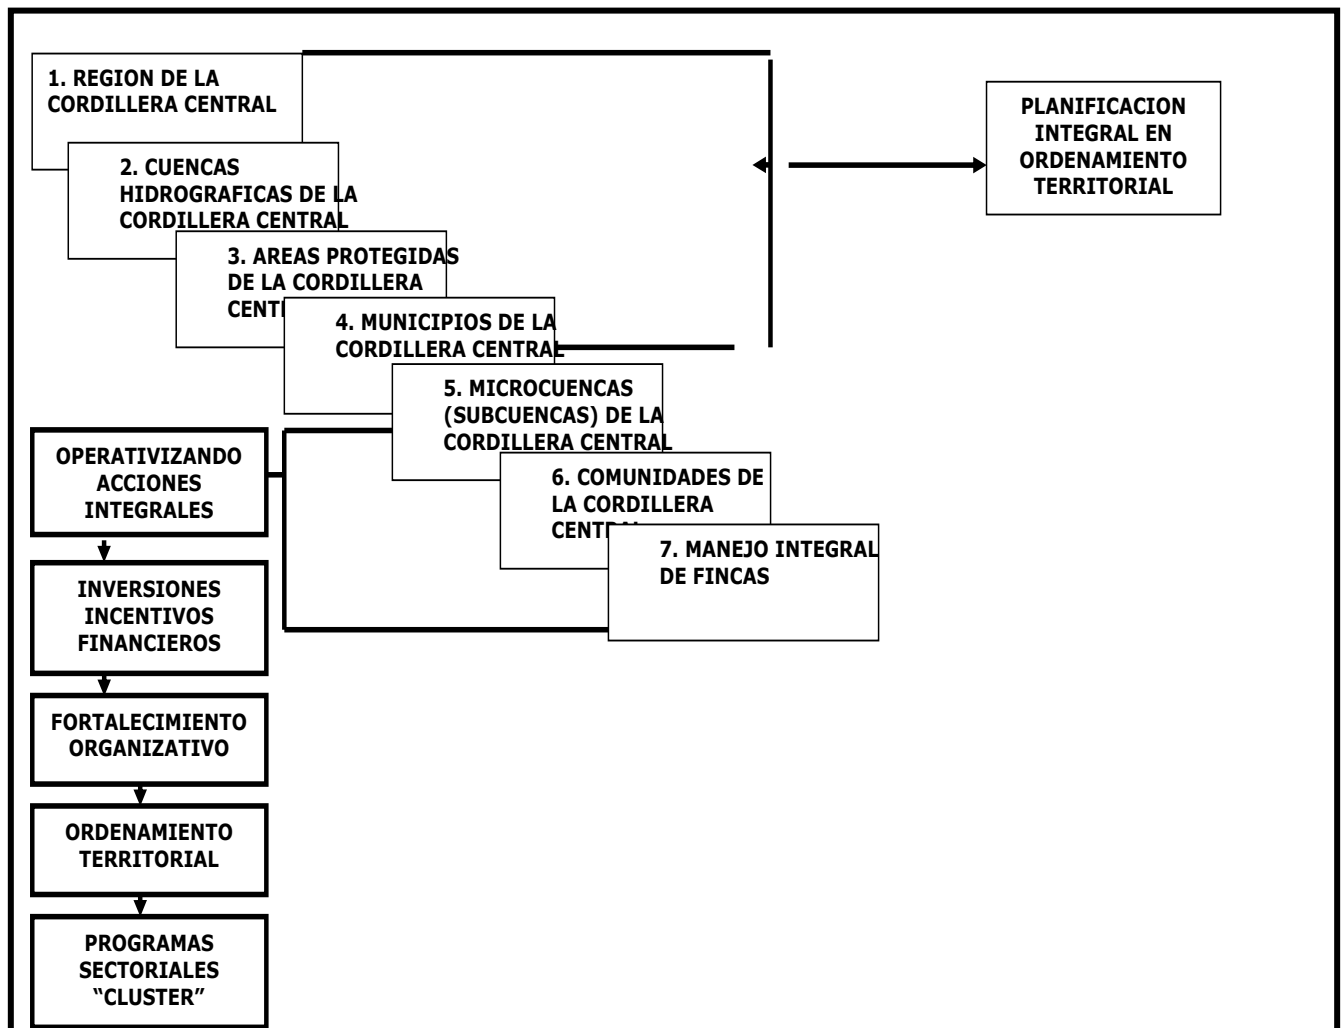 1. REGION DE LA
CORDILLERA CENTRAL
PLANIFICACION
INTEGRAL EN
ORDENAMIENTO
TERRITORIAL
2. CUENCAS
HIDROGRAFICAS DE LA
CORDILLERA CENTRAL
3. AREAS PROTEGIDAS
DE LA CORDILLERA
4. MUNICIPIOS DE LA
CORDILLERA CENTRAL
5. MICROCUENCAS
(SUBCUENCAS) DE LA
CORDILLERA CENTRAL
6. COMUNIDADES DE
LA CORDILLERA
7. MANEJO INTEGRAL
DE FINCAS
OPERATIVIZANDO
ACCIONES
INTEGRALES
INVERSIONES
INCENTIVOS
FINANCIEROS
FORTALECIMIENTO
ORGANIZATIVO
ORDENAMIENTO
TERRITORIAL
PROGRAMAS
SECTORIALES
“CLUSTER”